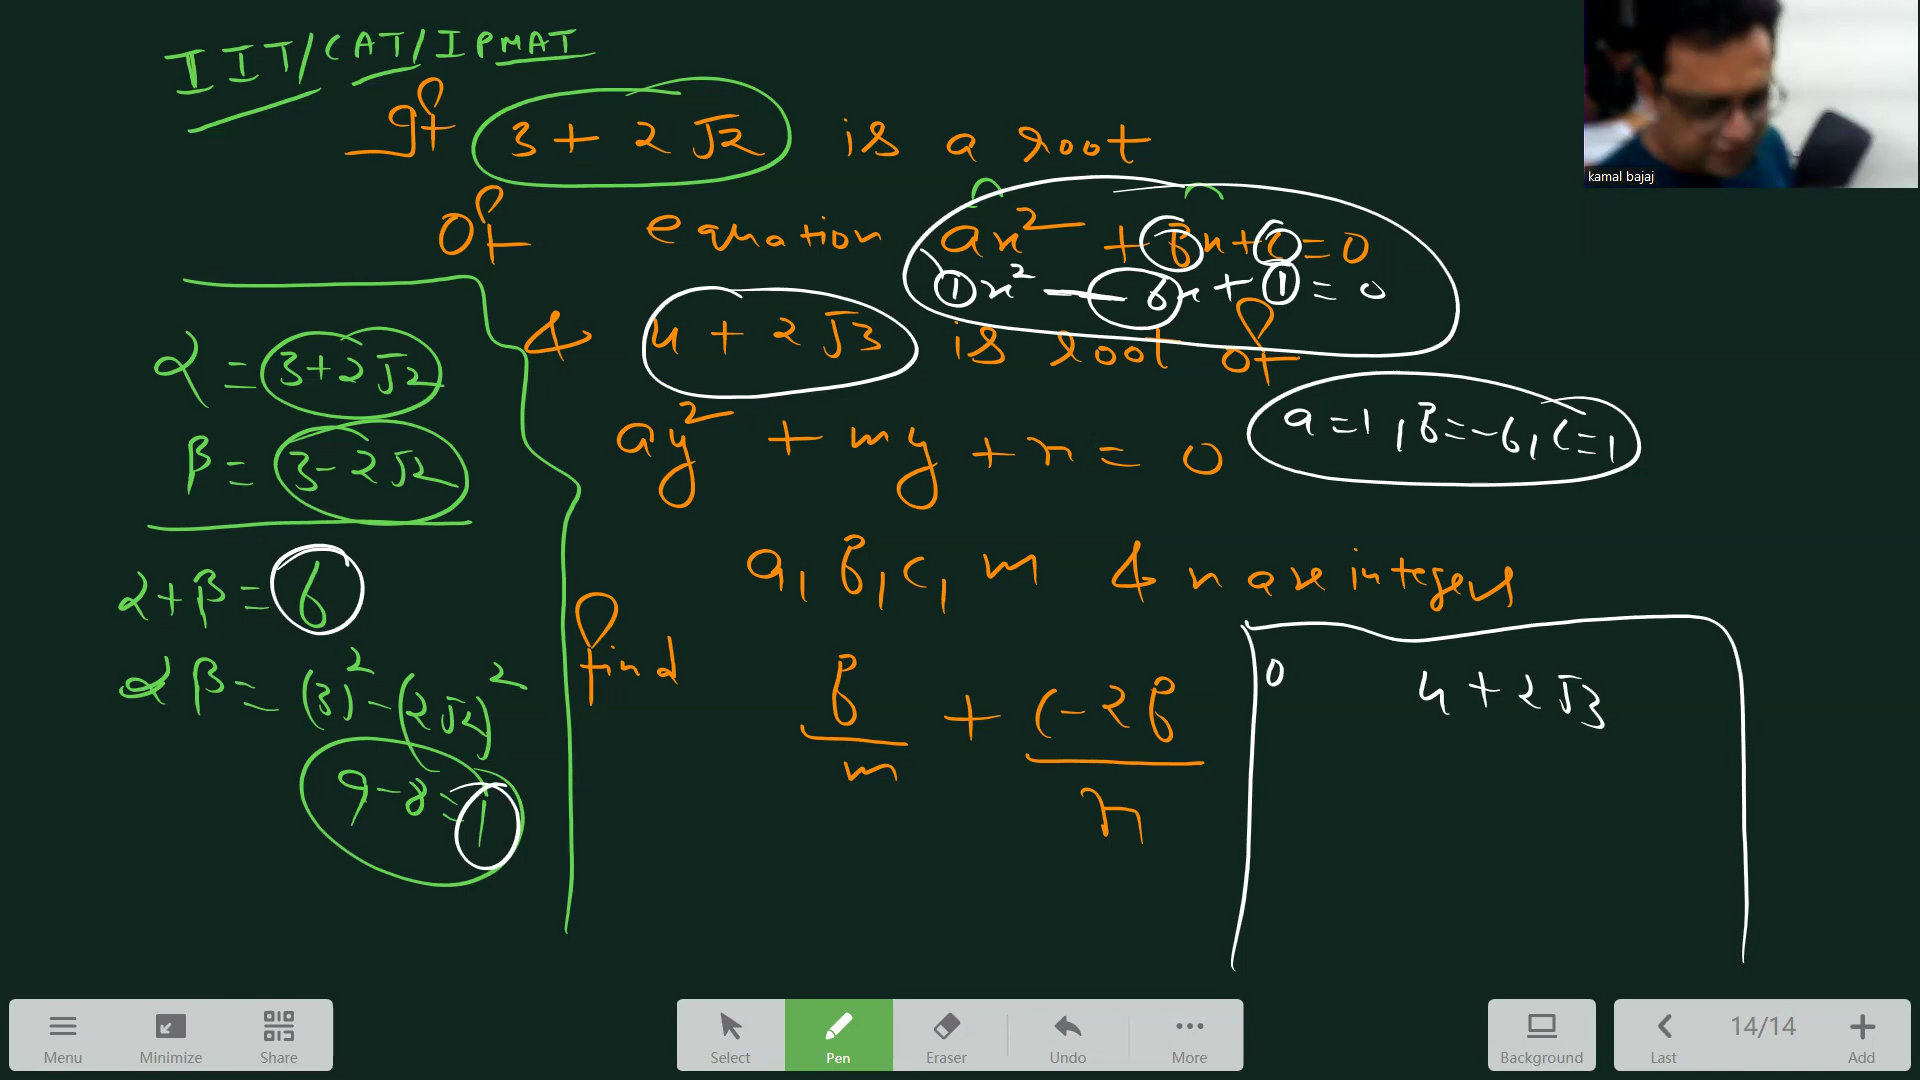 IIT/CAT/IPMAT
If 3 + 2√2 is a root
of equation ax² + bx + c = 0
1x² - 6x + 1 = 0
& 4 + 2√3 is root of
ay² + my + n = 0
a = 1, b = -6, c = 1
a, b, c, m & n are integers
find b/m + (c - 2b)/n
α = 3 + 2√2
β = 3 - 2√2
α + β = 6
αβ = (3)² - (2√2)²
9 - 8 = 1
0 4 + 2√3
kamal bajaj
Menu Minimize Share
Select Pen Eraser Undo More
Background
14/14
Last Add